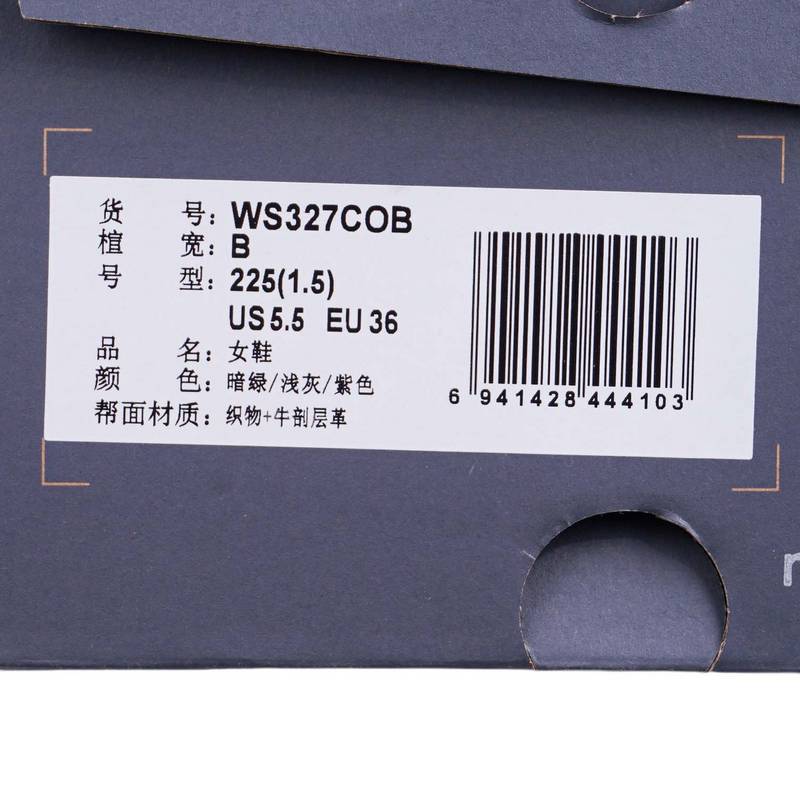 货 号: WS327COB
楦 宽: B
号 型: 225(1.5)
US 5.5 EU 36
品 名: 女鞋
颜 色: 暗绿/浅灰/紫色
帮面材质: 织物+牛剖层革
6 941428 444103